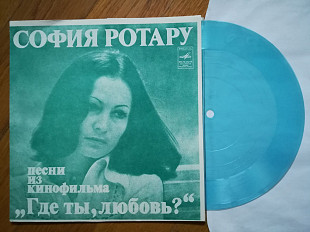 СОФИЯ РОТАРУ
песни
из
кинофильма
„Где ты, любовь?“